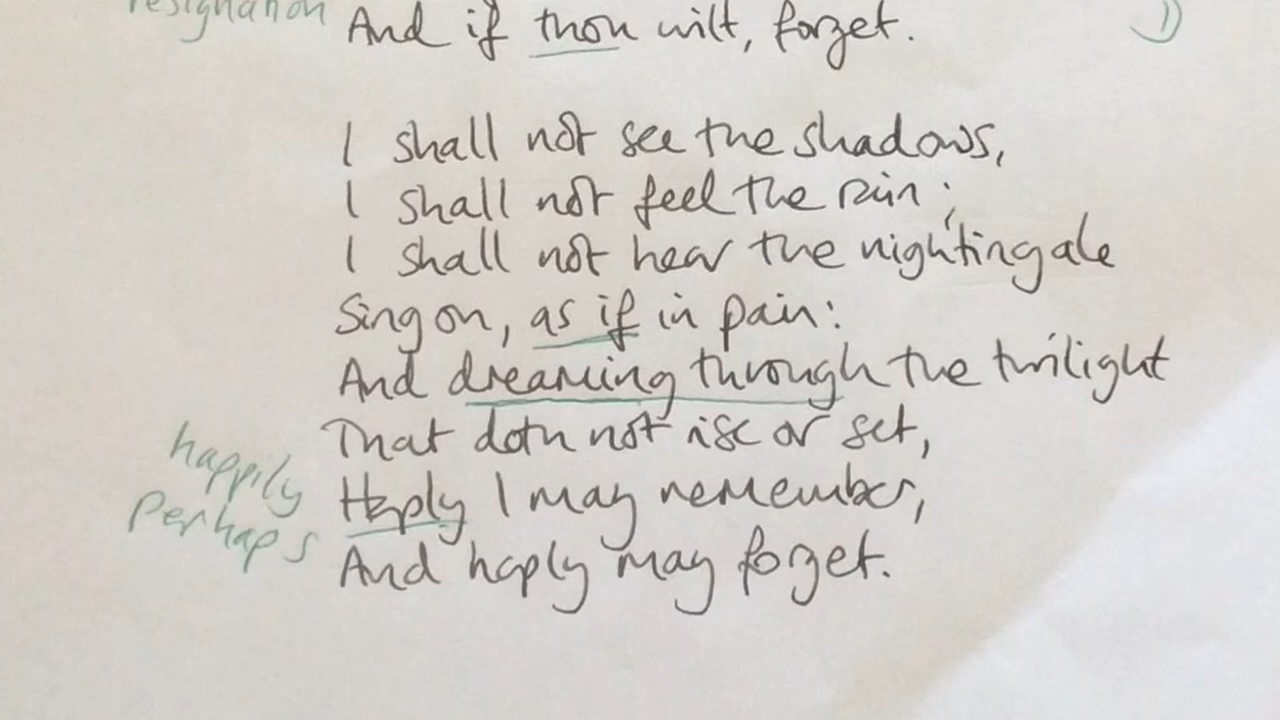 resignation And if thou wilt, forget.
I shall not see the shadows,
I shall not feel the rain;
I shall not hear the nightingale
Sing on, as if in pain:
And dreaming through the twilight
That doth not rise or set,
happily
Haply I may remember,
Perhaps
And haply may forget.